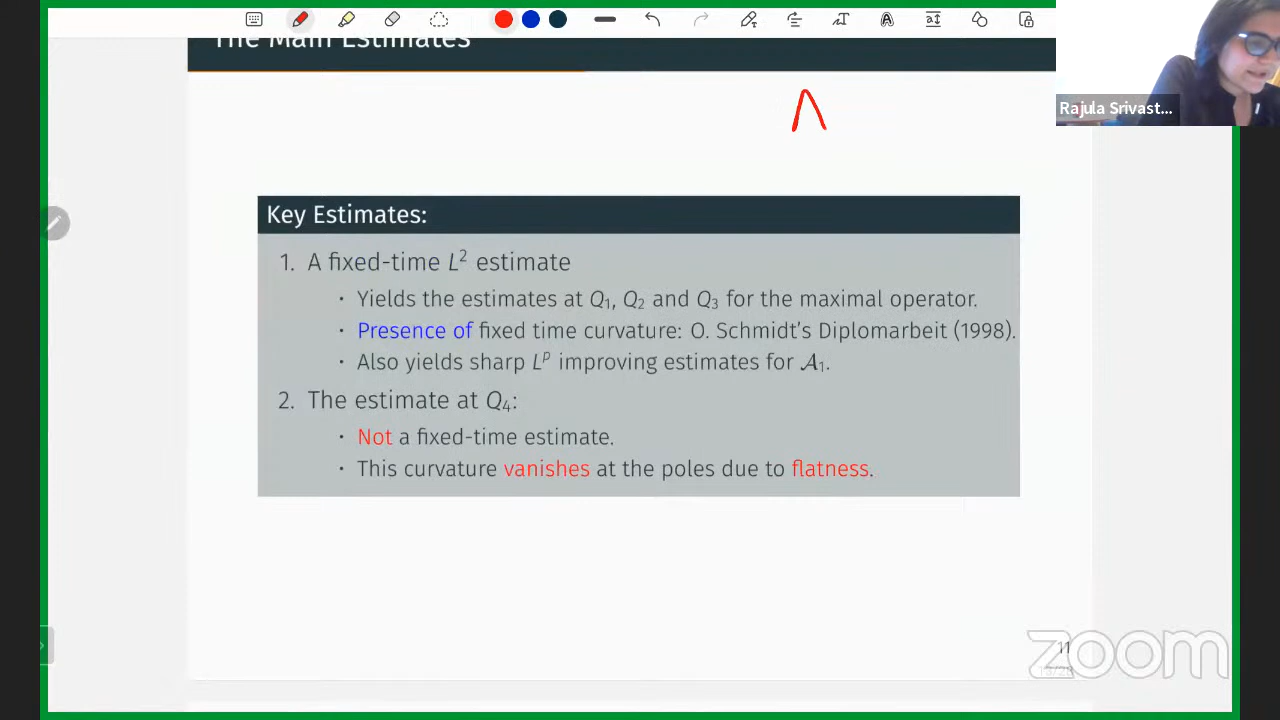 The Main Estimates
Rajula Srivast...
Key Estimates:
1. A fixed-time L² estimate
· Yields the estimates at Q₁, Q₂ and Q₃ for the maximal operator.
· Presence of fixed time curvature: O. Schmidt's Diplomarbeit (1998).
· Also yields sharp Lᵖ improving estimates for 𝒜₁.
2. The estimate at Q₄:
· Not a fixed-time estimate.
· This curvature vanishes at the poles due to flatness.
11
zoom